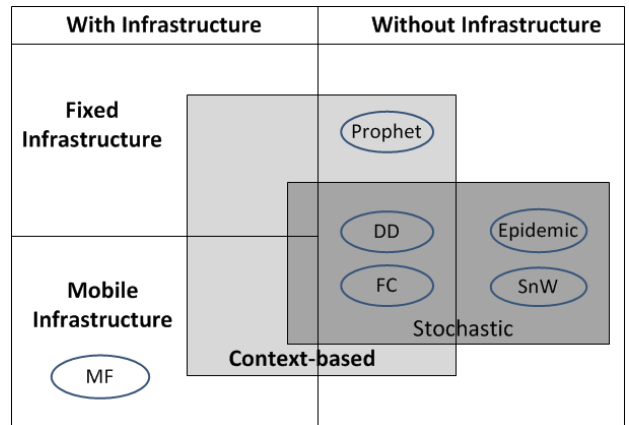 With Infrastructure
Without Infrastructure
Fixed
Infrastructure
Prophet
DD
Epidemic
FC
SnW
Mobile
Infrastructure
Stochastic
Context-based
MF